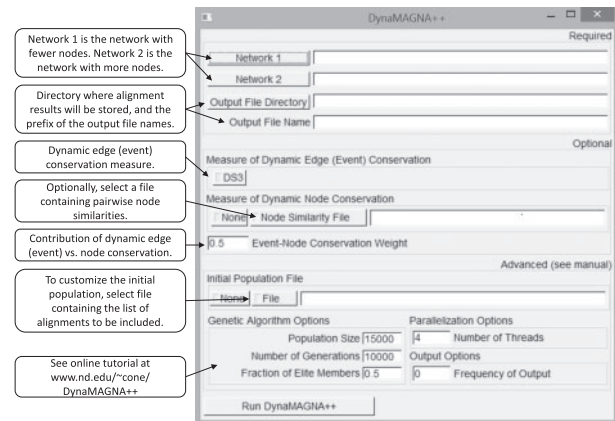 Network 1 is the network with
fewer nodes. Network 2 is the
network with more nodes.
Directory where alignment
results will be stored, and the
prefix of the output file names.
Dynamic edge (event)
conservation measure.
Optionally, select a file
containing pairwise node
similarities.
Contribution of dynamic edge
(event) vs. node conservation.
To customize the initial
population, select file
containing the list of
alignments to be included.
See online tutorial at
www.nd.edu/~cone/
DynaMAGNA++
DynaMAGNA++
Required
Network 1
Network 2
Output File Directory
Output File Name
Optional
Measure of Dynamic Edge (Event) Conservation
DS3
Measure of Dynamic Node Conservation
None Node Similarity File
0.5 Event-Node Conservation Weight
Advanced (see manual)
Initial Population File
None File
Genetic Algorithm Options Parallelization Options
Population Size 15000 4 Number of Threads
Number of Generations 10000 Output Options
Fraction of Elite Members 0.5 0 Frequency of Output
Run DynaMAGNA++